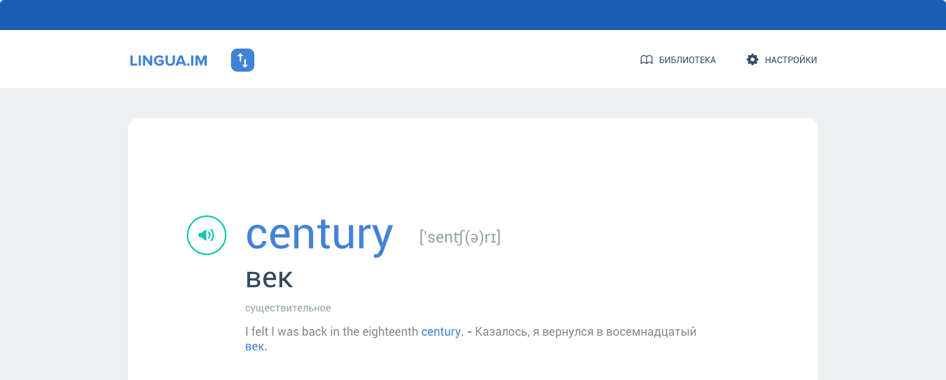 LINGUA.IM
БИБЛИОТЕКА
НАСТРОЙКИ
century ['senʧ(ə)rɪ]
век
существительное
I felt I was back in the eighteenth century. - Казалось, я вернулся в восемнадцатый
век.